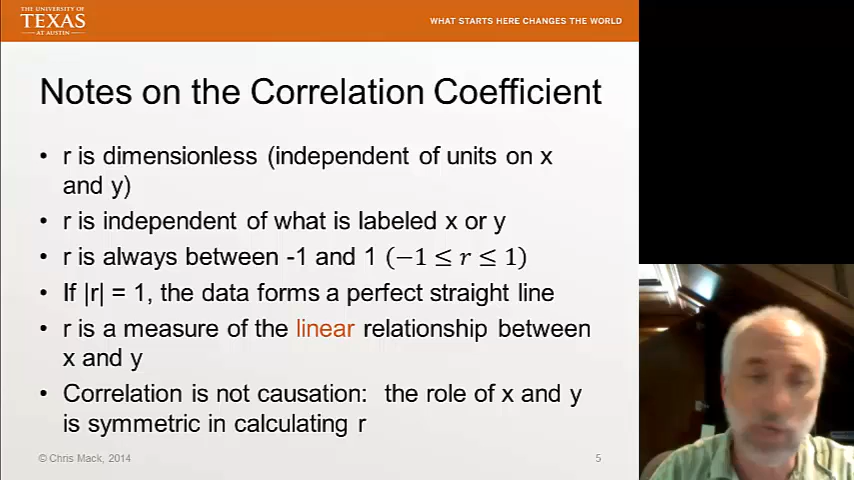 THE UNIVERSITY OF
TEXAS
AT AUSTIN
WHAT STARTS HERE CHANGES THE WORLD
Notes on the Correlation Coefficient
• r is dimensionless (independent of units on x
and y)
• r is independent of what is labeled x or y
• r is always between -1 and 1 (−1 ≤ r ≤ 1)
• If |r| = 1, the data forms a perfect straight line
• r is a measure of the linear relationship between
x and y
• Correlation is not causation: the role of x and y
is symmetric in calculating r
© Chris Mack, 2014
5